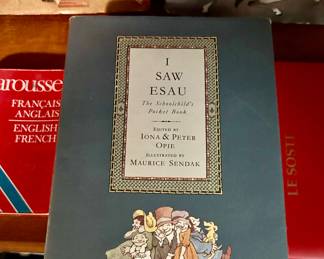 I
SAW
ESAU
The Schoolchild's
Pocket Book
EDITED BY
IONA & PETER
OPIE
ILLUSTRATED BY
MAURICE SENDAK
arousse
FRANÇAIS
ANGLAIS
ENGLISH
FRENCH
LE SOSTE